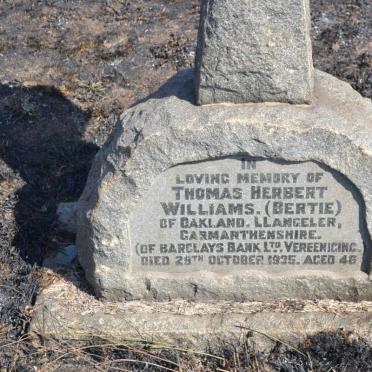 IN
LOVING MEMORY OF
THOMAS HERBERT
WILLIAMS. (BERTIE)
OF OAKLAND, LLANGELER,
CARMARTHENSHIRE.
(OF BARCLAYS BANK LTD. VEREENIGING.)
DIED 29TH OCTOBER 1935. AGED 46